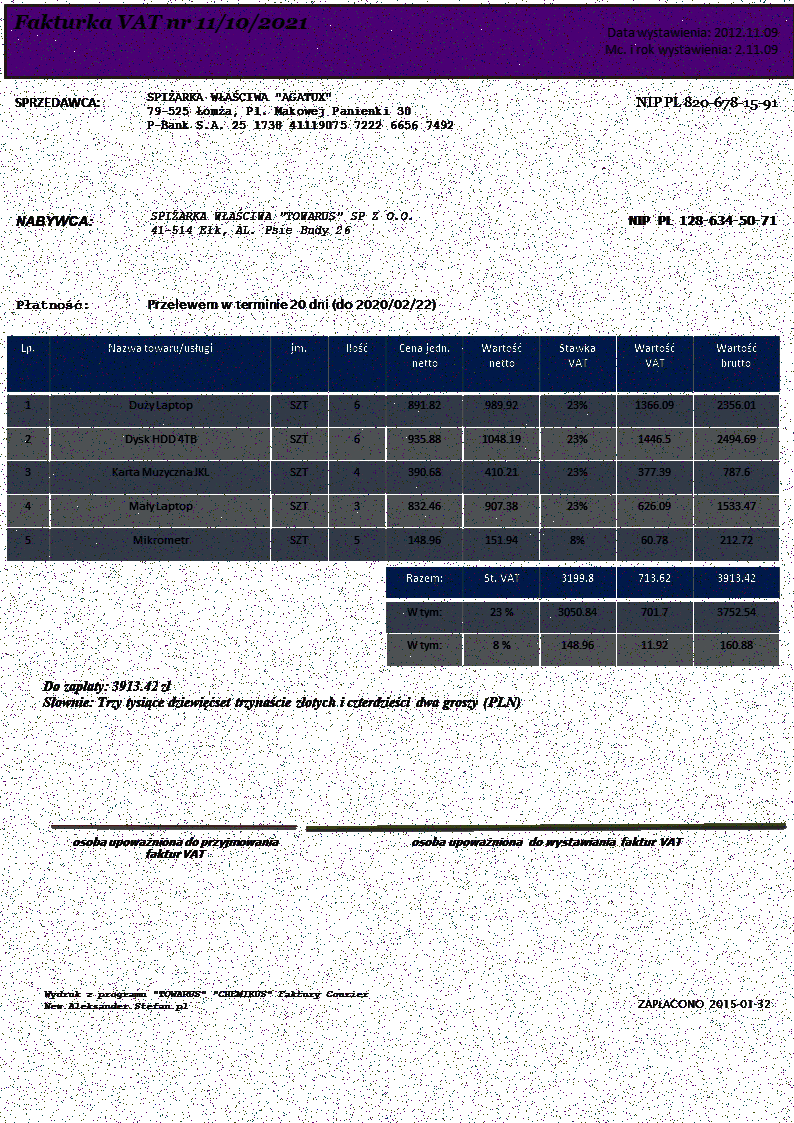 Fakturka VAT nr 11/10/2021
Data wystawienia: 2012.11.09
Mc. i rok wystawienia: 2.11.09
SPRZEDAWCA: SPIŻARKA WŁAŚCIWA "AGATUX" NIP PL 820-678-15-91
79-525 Łomża, Pl. Makowej Panienki 30
P-Bank S.A. 25 1738 41119075 7222 6656 7492
NABYWCA: SPIŻARKA WŁAŚCIWA "TOWARUS" SP Z O.O. NIP PL 128-634-50-71
41-514 Ełk, AL. Psie Budy 26
Płatność: Przelewem w terminie 20 dni (do 2020/02/22)
Lp. Nazwa towaru/usługi jm. Ilość Cena jedn. netto Wartość netto Stawka VAT Wartość VAT Wartość brutto
1 Duży Laptop SZT 6 891.82 989.92 23% 1366.09 2356.01
2 Dysk HDD 4TB SZT 6 935.88 1048.19 23% 1446.5 2494.69
3 Karta Muzyczna JKL SZT 4 390.68 410.21 23% 377.39 787.6
4 Mały Laptop SZT 3 832.46 907.38 23% 626.09 1533.47
5 Mikrometr SZT 5 148.96 151.94 8% 60.78 212.72
Razem: St. VAT 3199.8 713.62 3913.42
W tym: 23 % 3050.84 701.7 3752.54
W tym: 8 % 148.96 11.92 160.88
Do zapłaty: 3913.42 zł
Słownie: Trzy tysiące dziewięćset trzynaście złotych i czterdzieści dwa groszy (PLN)
osoba upoważniona do przyjmowania
faktur VAT
osoba upoważniona do wystawiania faktur VAT
Wydruk z programu "TOWARUS" "CHEMIKUS" Faktury Courier
New.Aleksander.Stefan.pl
ZAPŁACONO 2015-01-32